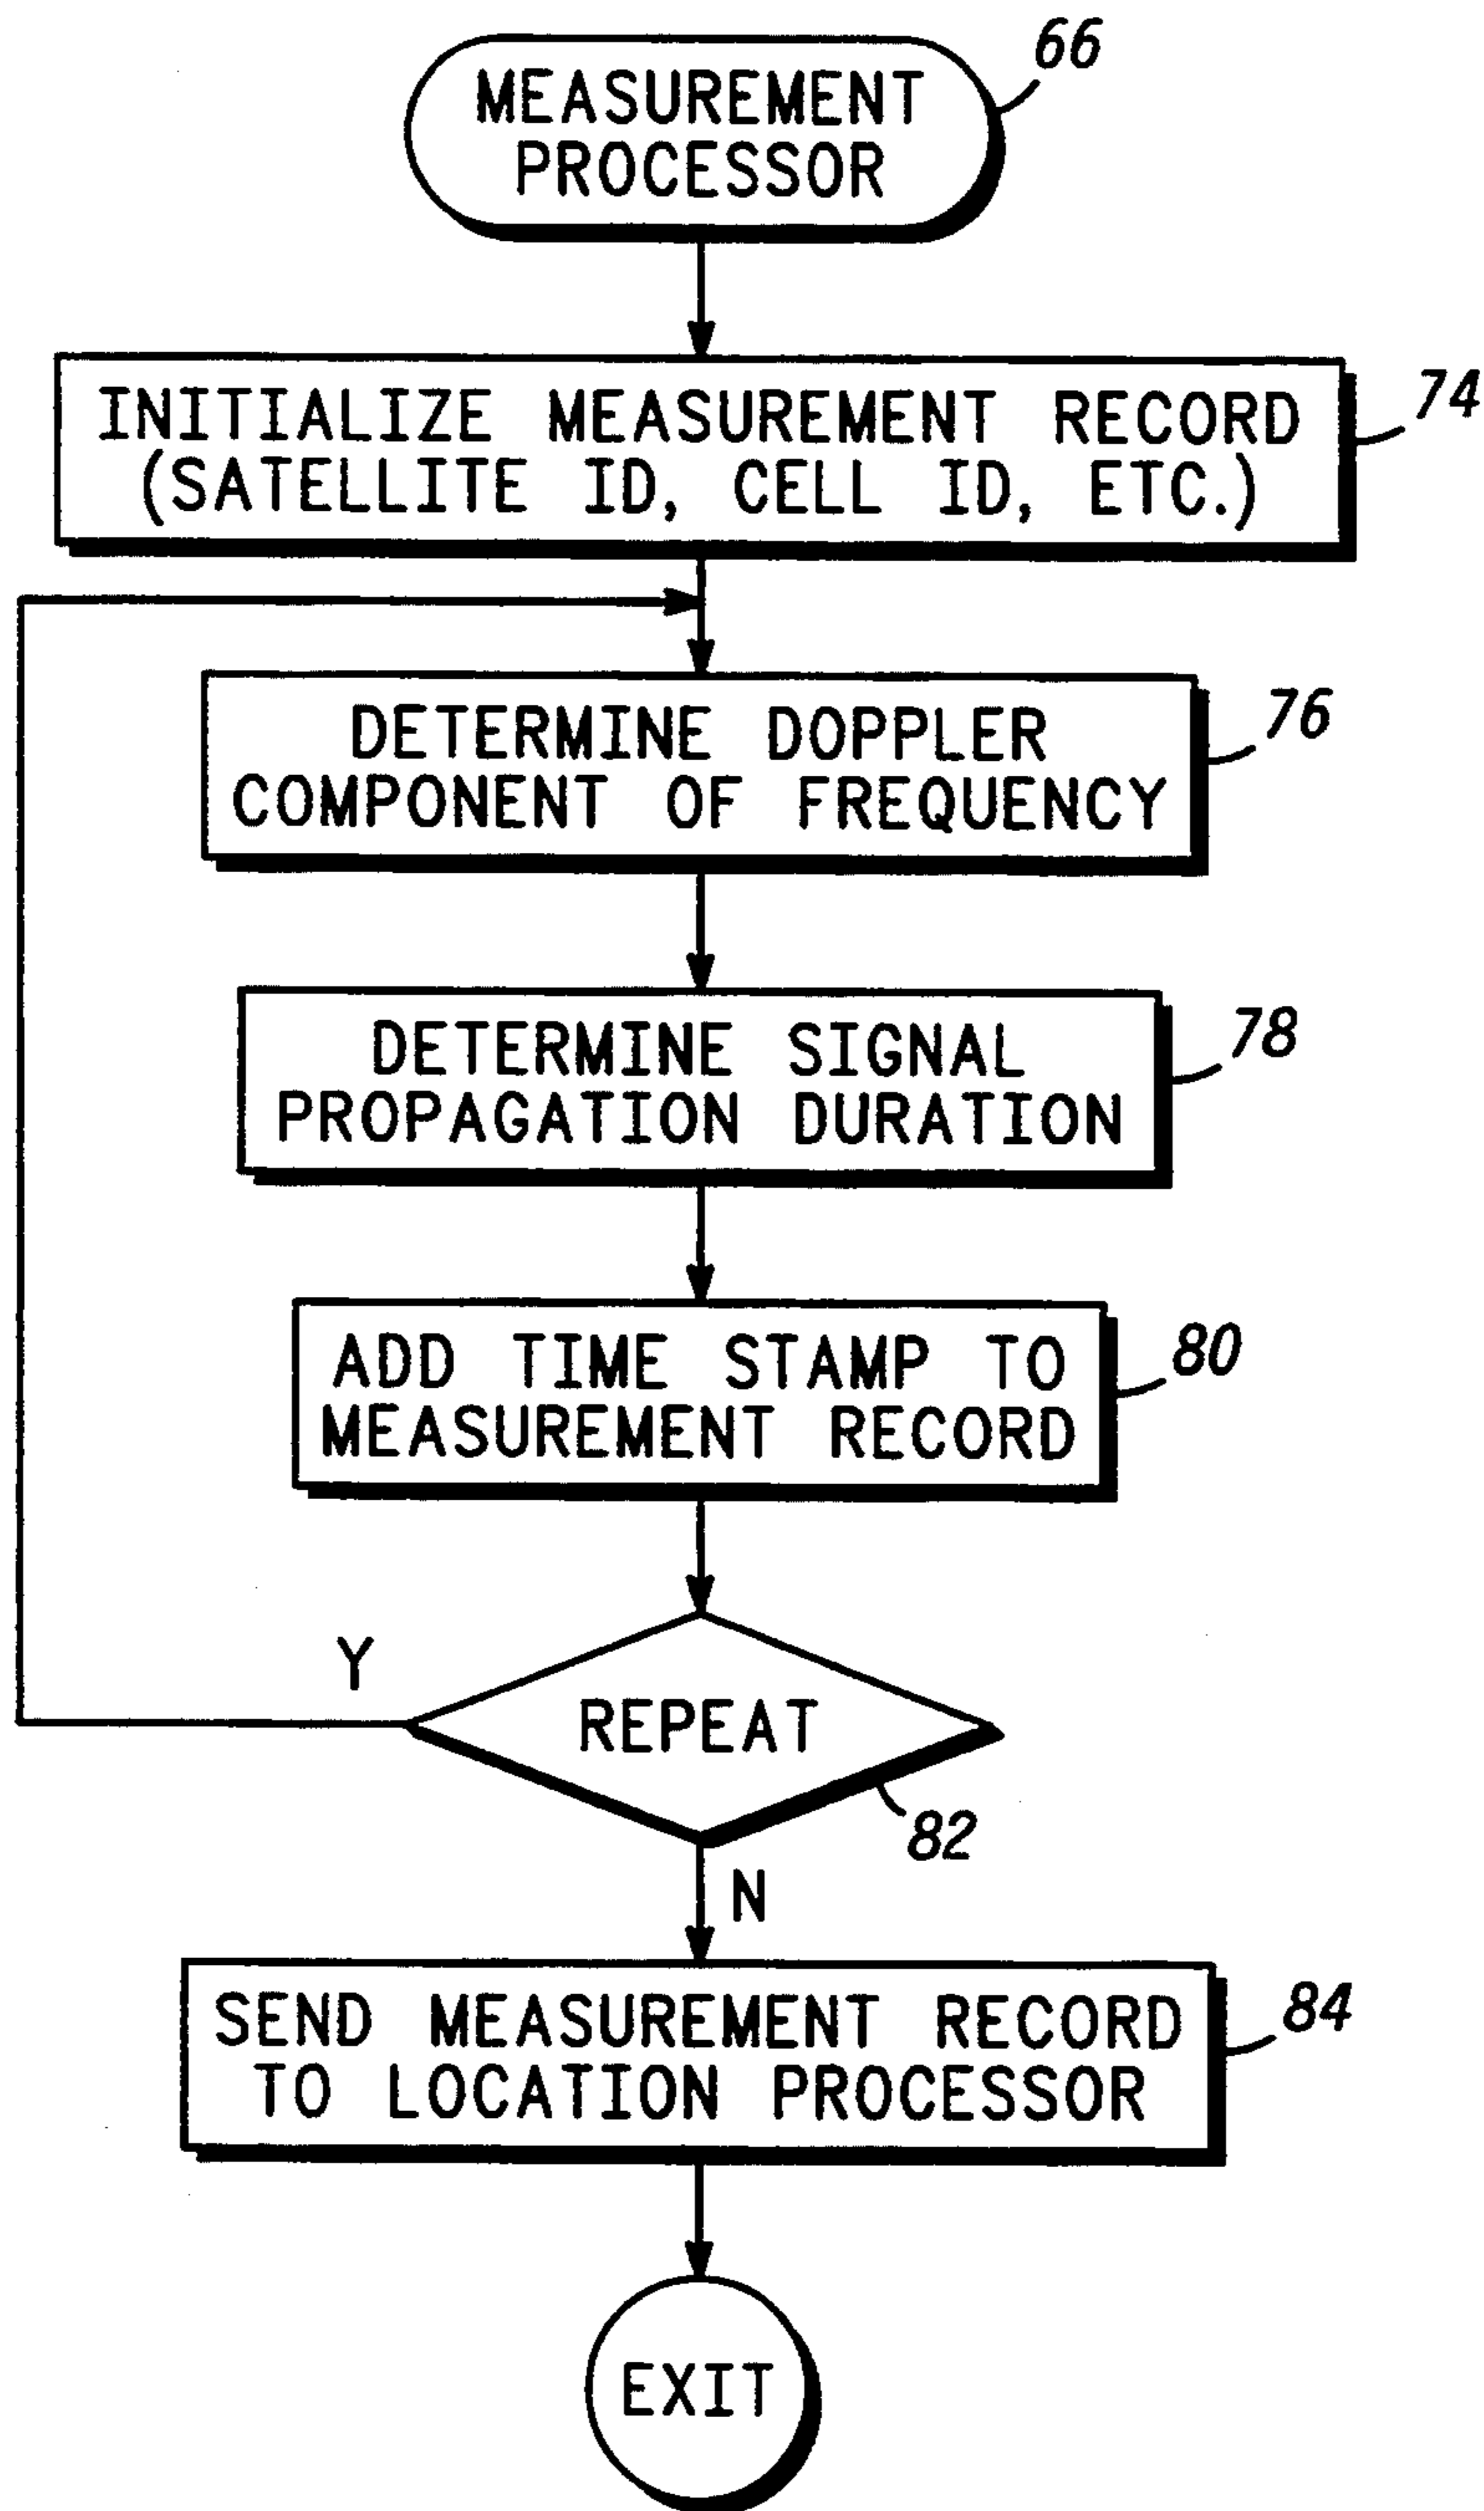 66
MEASUREMENT
PROCESSOR
74
INITIALIZE MEASUREMENT RECORD
(SATELLITE ID, CELL ID, ETC.)
76
DETERMINE DOPPLER
COMPONENT OF FREQUENCY
78
DETERMINE SIGNAL
PROPAGATION DURATION
80
ADD TIME STAMP TO
MEASUREMENT RECORD
Y
REPEAT
82
N
84
SEND MEASUREMENT RECORD
TO LOCATION PROCESSOR
EXIT